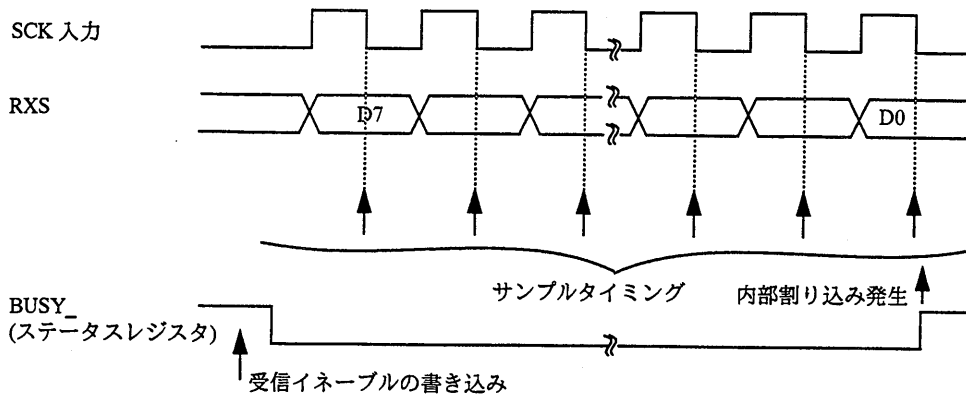 SCK 入力
RXS
D7
D0
サンプルタイミング
内部割り込み発生
BUSY_
(ステータスレジスタ)
受信イネーブルの書き込み